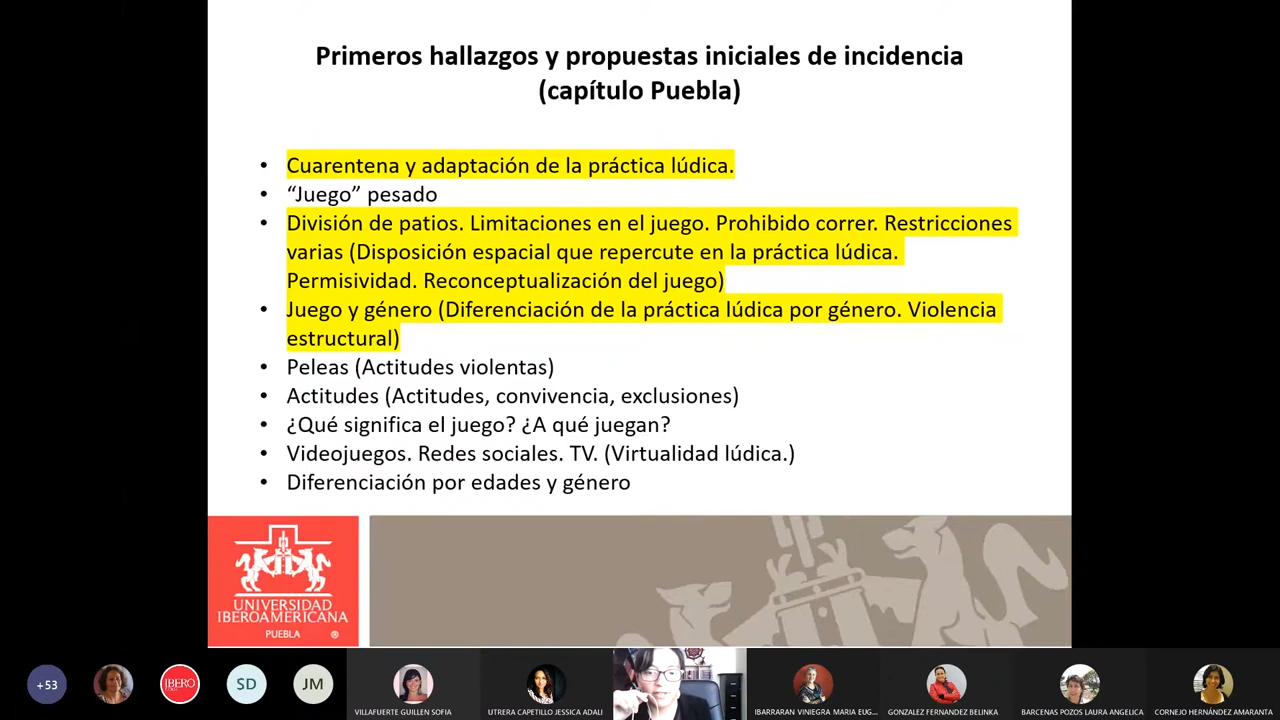 Primeros hallazgos y propuestas iniciales de incidencia
(capítulo Puebla)
• Cuarentena y adaptación de la práctica lúdica.
• “Juego” pesado
• División de patios. Limitaciones en el juego. Prohibido correr. Restricciones
varias (Disposición espacial que repercute en la práctica lúdica.
Permisividad. Reconceptualización del juego)
• Juego y género (Diferenciación de la práctica lúdica por género. Violencia
estructural)
• Peleas (Actitudes violentas)
• Actitudes (Actitudes, convivencia, exclusiones)
• ¿Qué significa el juego? ¿A qué juegan?
• Videojuegos. Redes sociales. TV. (Virtualidad lúdica.)
• Diferenciación por edades y género
UNIVERSIDAD
IBEROAMERICANA
PUEBLA ®
+53
IBERO
SD
JM
VILLAFUERTE GUILLEN SOFIA
UTRERA CAPETILLO JESSICA ADALI
IBARRARAN VINIEGRA MARIA EUG...
GONZALEZ FERNANDEZ BELINKA
BARCENAS POZOS LAURA ANGELICA
CORNEJO HERNÁNDEZ AMARANTA